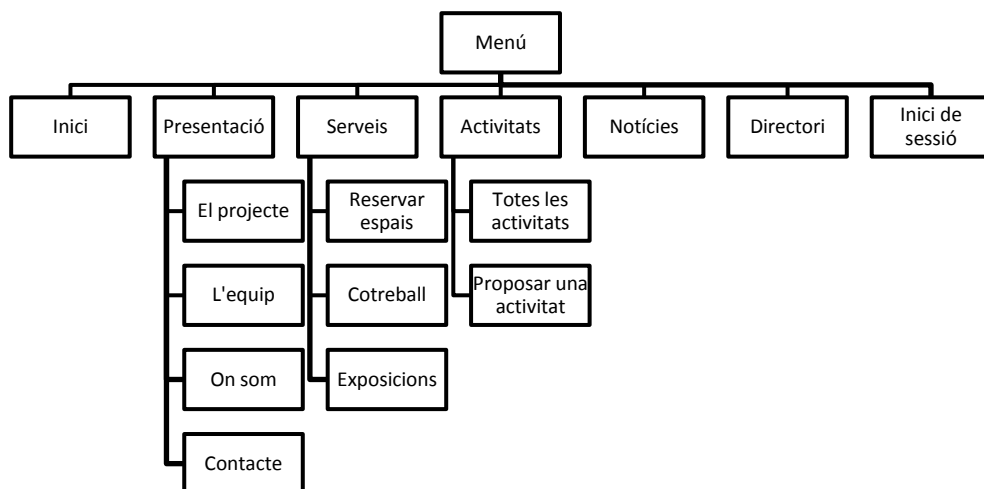 Menú
Inici
Presentació
Serveis
Activitats
Notícies
Directori
Inici de
sessió
El projecte
L'equip
On som
Contacte
Reservar
espais
Cotreball
Exposicions
Totes les
activitats
Proposar una
activitat